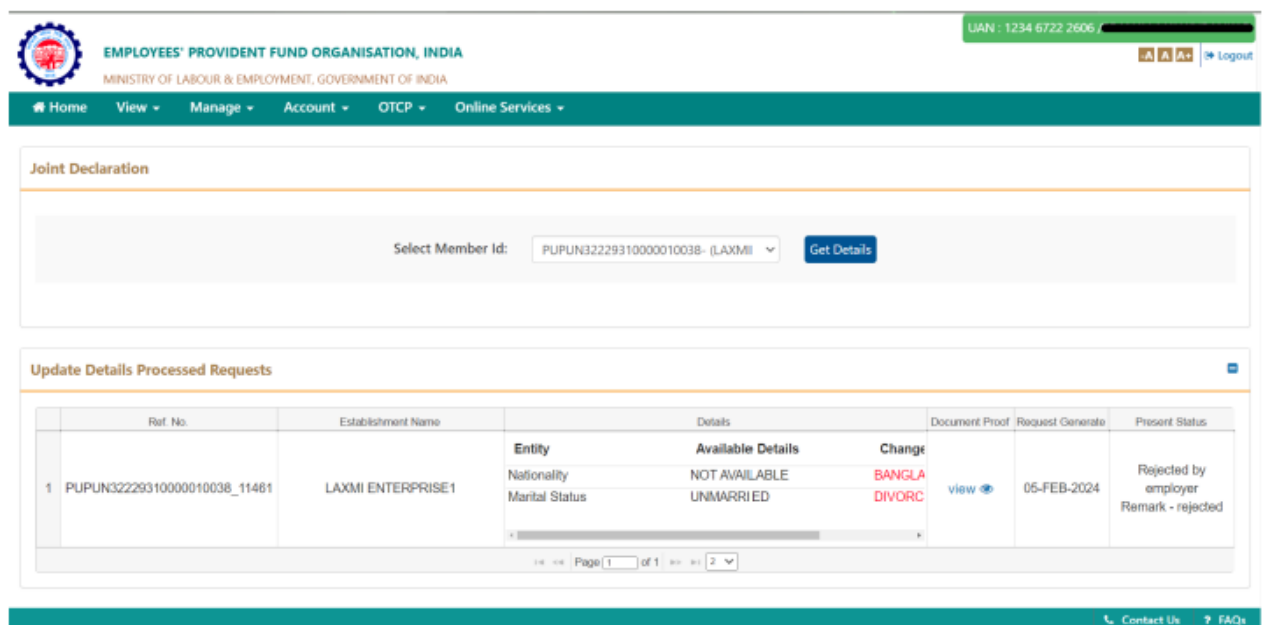 UAN : 1234 6722 2606 /
EMPLOYEES' PROVIDENT FUND ORGANISATION, INDIA
MINISTRY OF LABOUR & EMPLOYMENT, GOVERNMENT OF INDIA
-A A A+ Logout
Home View Manage Account OTCP Online Services
Joint Declaration
Select Member Id: PUPUN32229310000010038- (LAXMII Get Details
Update Details Processed Requests
Ref. No. Establishment Name Details Document Proof Request Generate Present Status
Entity Available Details Change
1 PUPUN32229310000010038_11461 LAXMI ENTERPRISE1 Nationality NOT AVAILABLE BANGLA view 05-FEB-2024 Rejected by employer Remark - rejected
Marital Status UNMARRIED DIVORC
Page 1 of 1 2
Contact Us ? FAQs